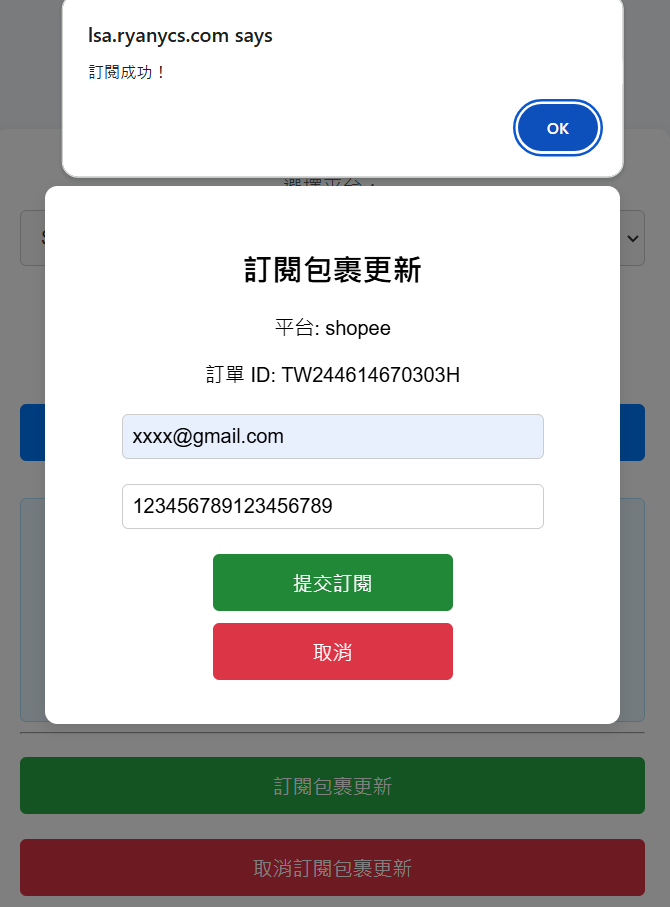 lsa.ryanycs.com says
訂閱成功！
OK
選擇平台：
訂閱包裹更新
平台: shopee
訂單 ID: TW244614670303H
xxxx@gmail.com
123456789123456789
提交訂閱
取消
訂閱包裹更新
取消訂閱包裹更新